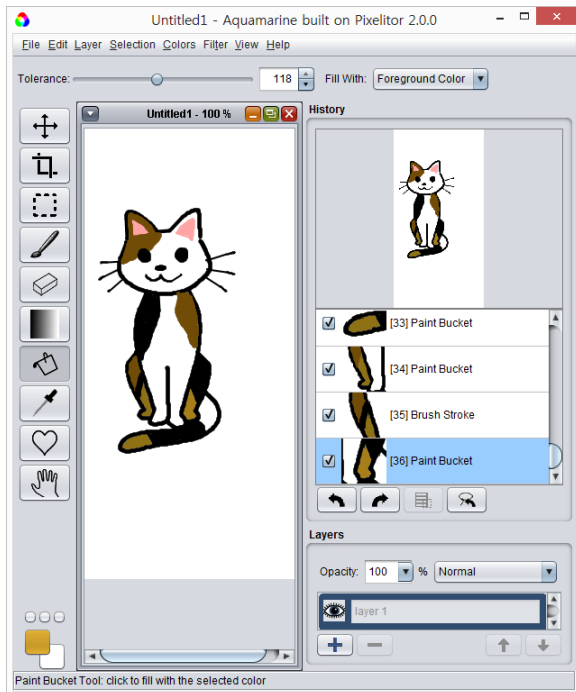 Untitled1 - Aquamarine built on Pixelitor 2.0.0
File Edit Layer Selection Colors Filter View Help
Tolerance: 118 Fill With: Foreground Color
Untitled1 - 100 %
History
[33] Paint Bucket
[34] Paint Bucket
[35] Brush Stroke
[36] Paint Bucket
Layers
Opacity: 100 % Normal
layer 1
Paint Bucket Tool: click to fill with the selected color